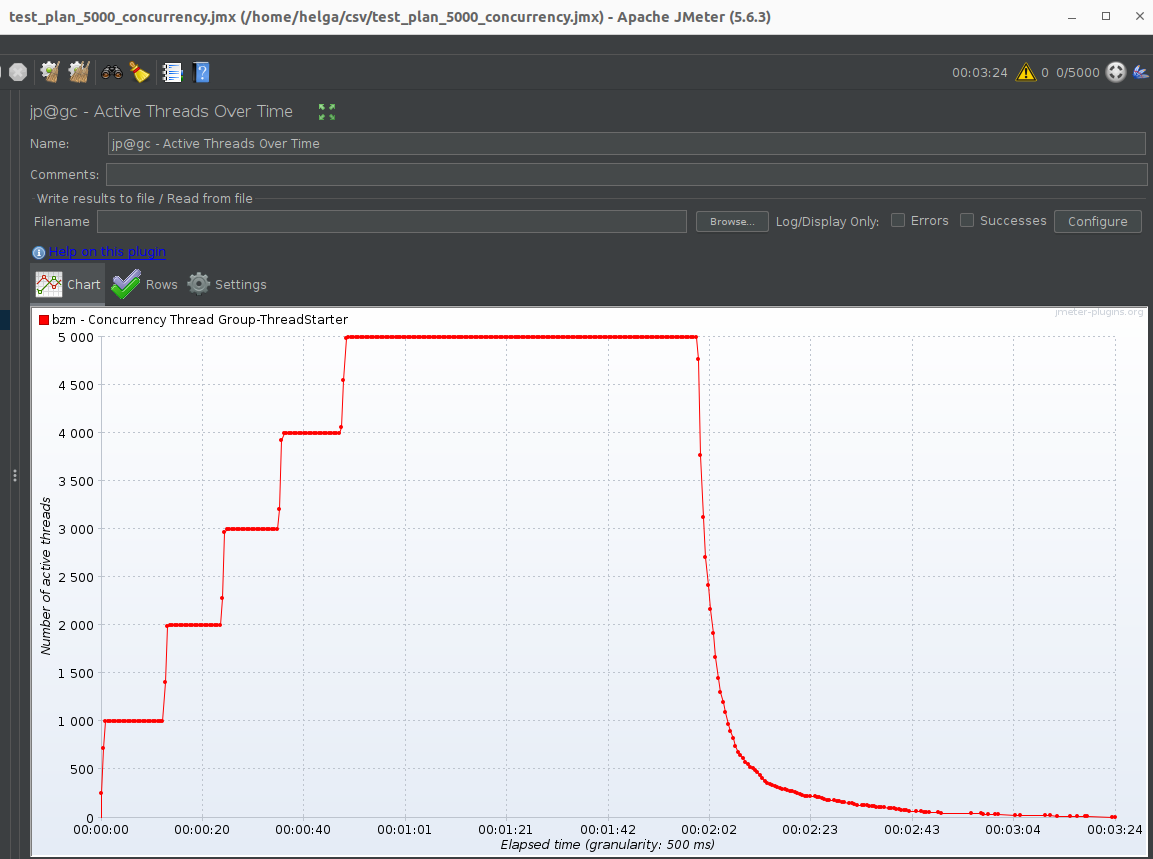 test_plan_5000_concurrency.jmx (/home/helga/csv/test_plan_5000_concurrency.jmx) - Apache JMeter (5.6.3)
00:03:24 0 0/5000
jp@gc - Active Threads Over Time
Name: jp@gc - Active Threads Over Time
Comments:
Write results to file / Read from file
Filename Browse... Log/Display Only: Errors Successes Configure
Help on this plugin
Chart Rows Settings
jmeter-plugins.org
bzm - Concurrency Thread Group-ThreadStarter
5 000
4 500
4 000
3 500
3 000
2 500
2 000
1 500
1 000
500
0
Number of active threads
00:00:00 00:00:20 00:00:40 00:01:01 00:01:21 00:01:42 00:02:02 00:02:23 00:02:43 00:03:04 00:03:24
Elapsed time (granularity: 500 ms)